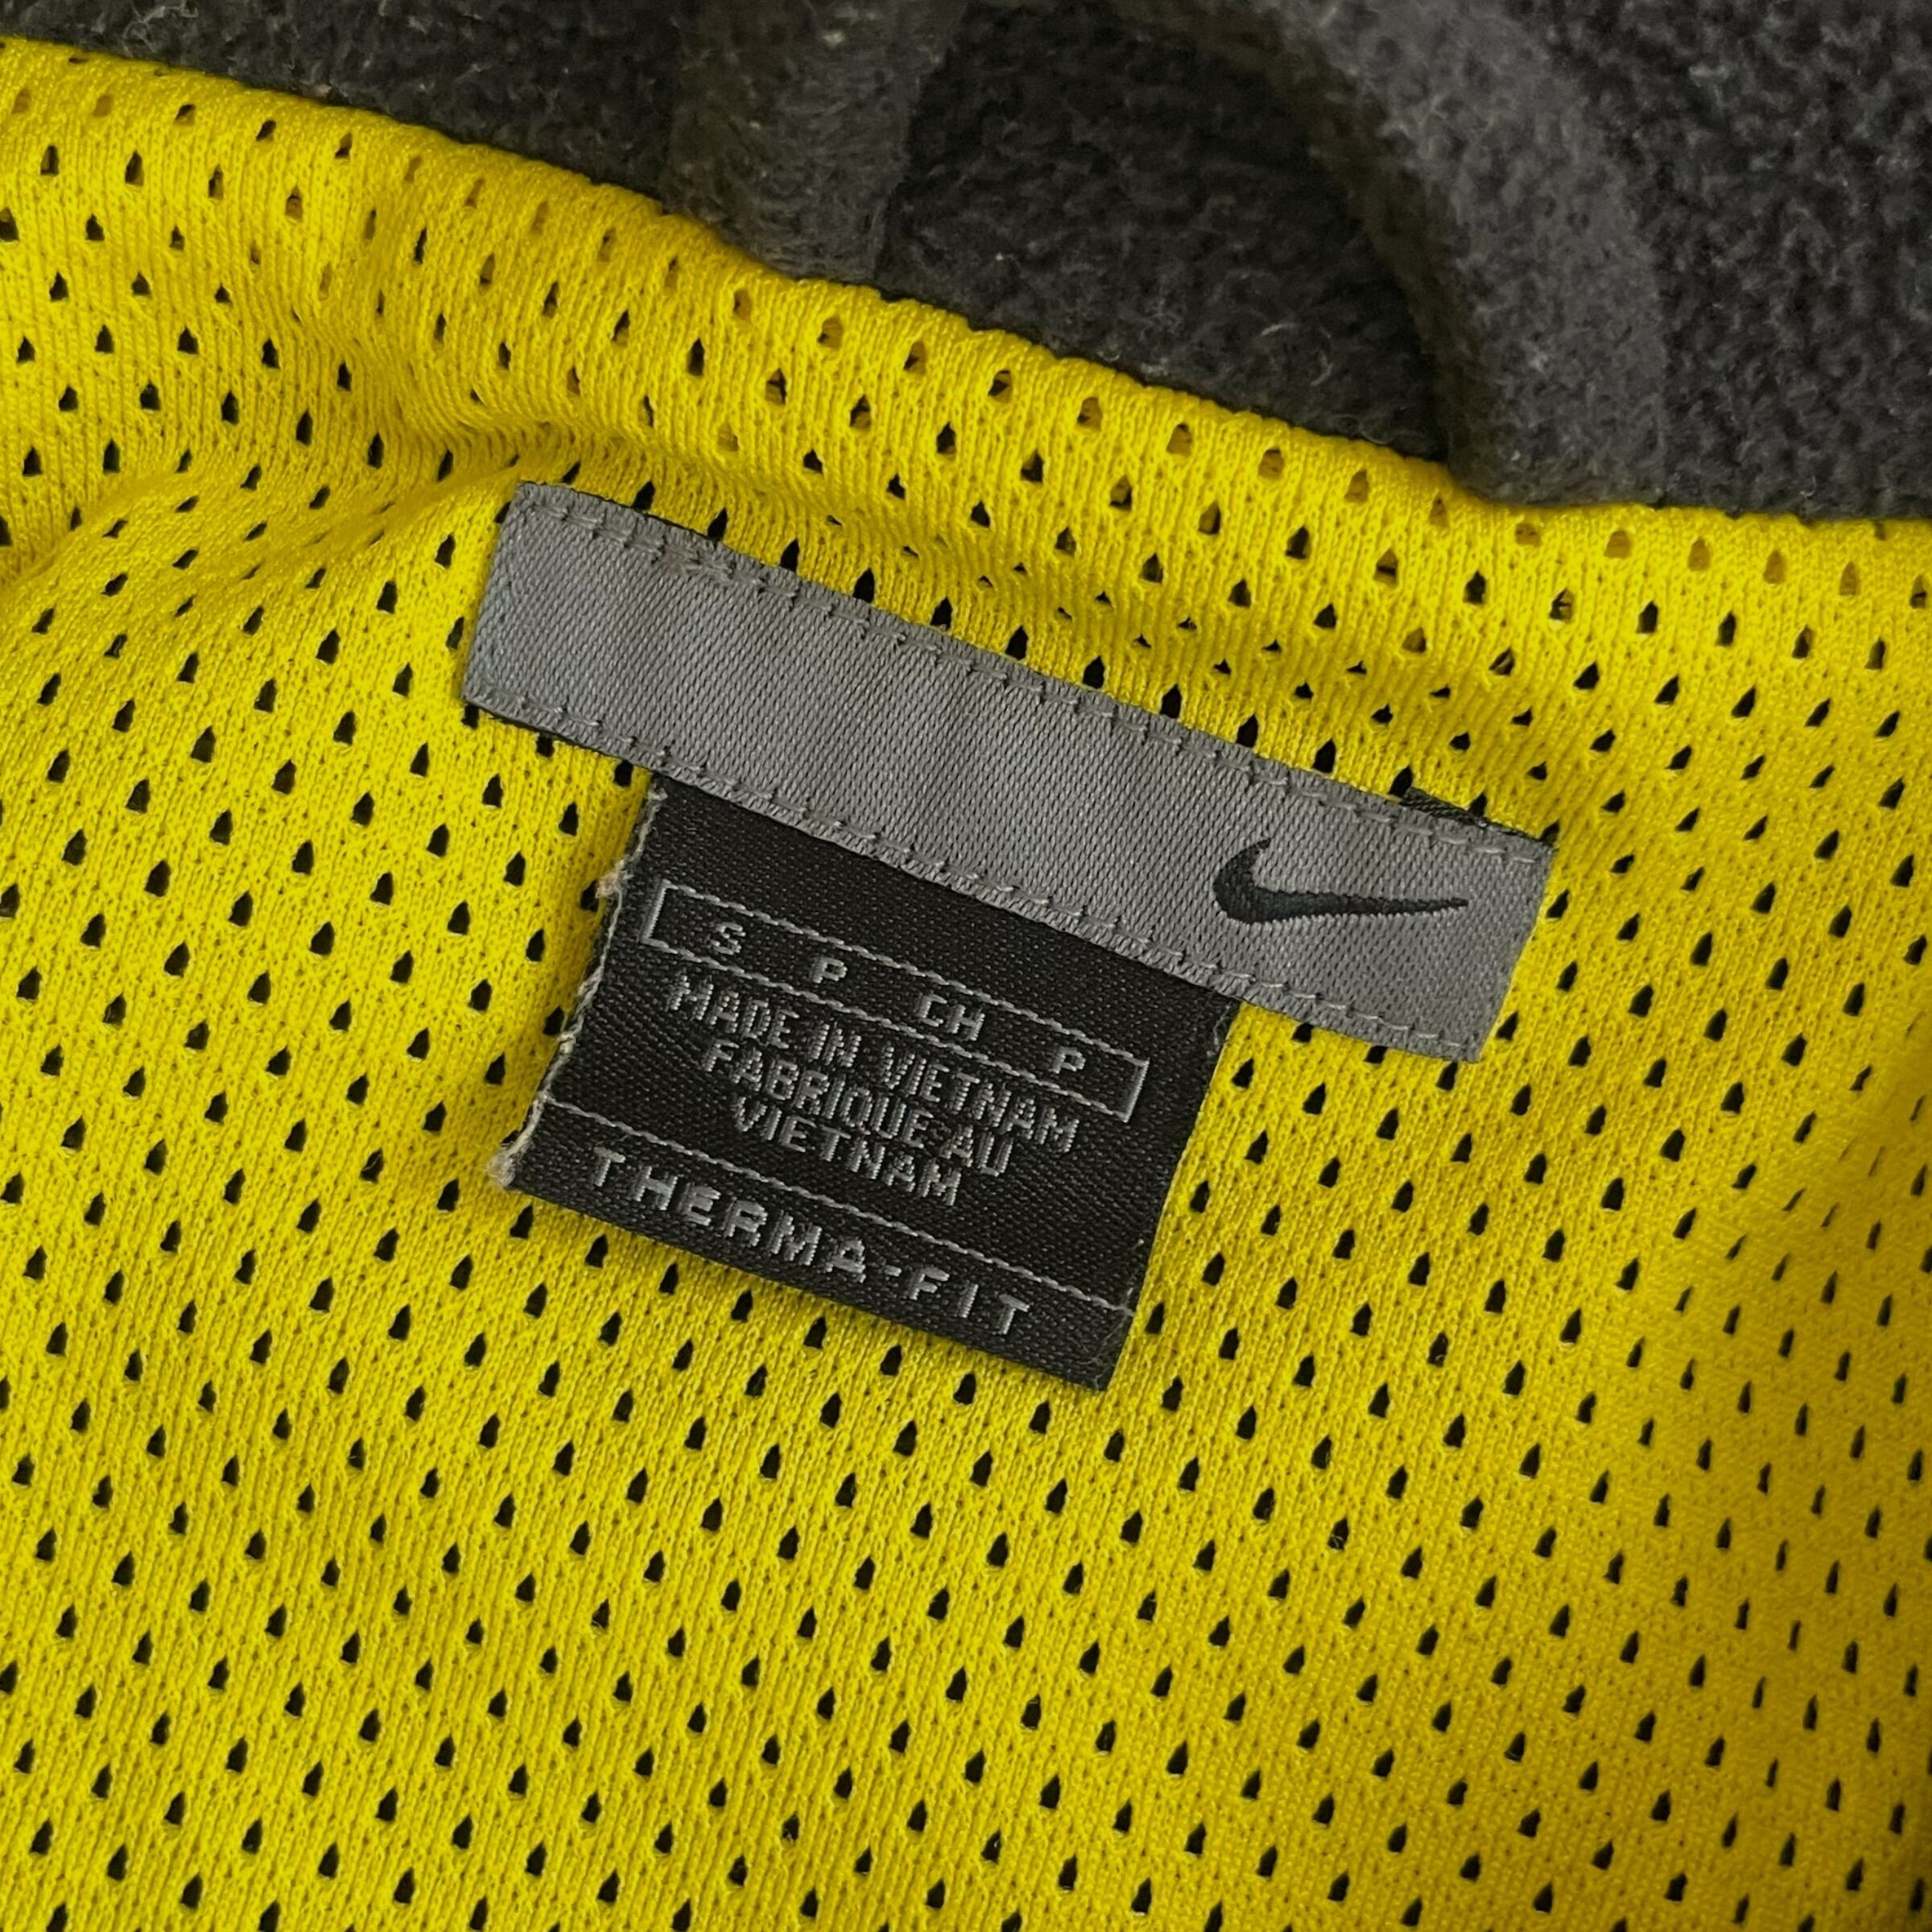 S P CH P
MADE IN VIETNAM
FABRIQUE AU
VIETNAM
THERMA-FIT